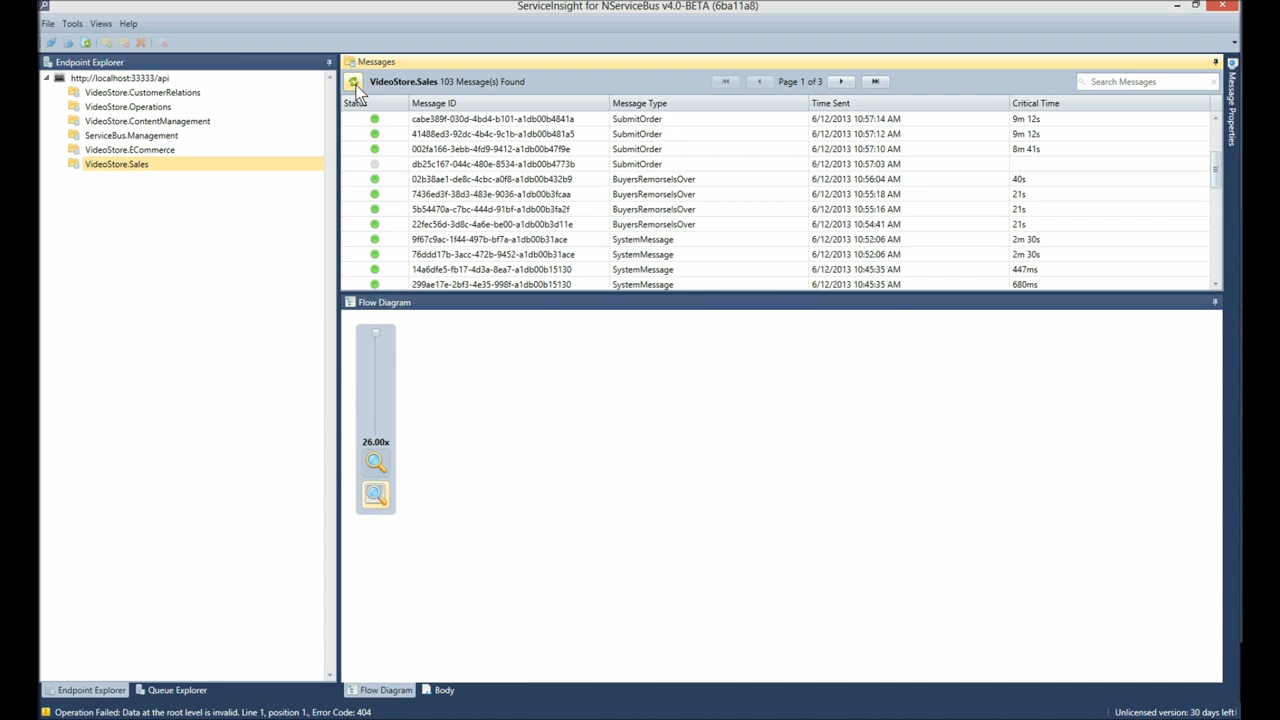 ServiceInsight for NServiceBus v4.0-BETA (6ba11a8)
File Tools Views Help
Endpoint Explorer
http://localhost:33333/api
VideoStore.CustomerRelations
VideoStore.Operations
VideoStore.ContentManagement
ServiceBus.Management
VideoStore.ECommerce
VideoStore.Sales
Messages
VideoStore.Sales 103 Message(s) Found Page 1 of 3 Search Messages
Message ID Message Type Time Sent Critical Time
cabe389f-030d-4bd4-b101-a1db00b4841a SubmitOrder 6/12/2013 10:57:14 AM 9m 12s
41488ed3-92dc-4b4c-9c1b-a1db00b481a5 SubmitOrder 6/12/2013 10:57:12 AM 9m 12s
002fa166-3ebb-4fd9-9412-a1db00b47f9e SubmitOrder 6/12/2013 10:57:10 AM 8m 41s
db25c167-044c-480e-8534-a1db00b4773b SubmitOrder 6/12/2013 10:57:03 AM
02b38ae1-de8c-4cbc-a0f8-a1db00b432b9 BuyersRemorseIsOver 6/12/2013 10:56:04 AM 40s
7436ed3f-38d3-483e-9036-a1db00b3fcaa BuyersRemorseIsOver 6/12/2013 10:55:18 AM 21s
5b54470a-c7bc-444d-91bf-a1db00b3fa2f BuyersRemorseIsOver 6/12/2013 10:55:16 AM 21s
22fec56d-3d8c-4a6e-be00-a1db00b3d11e BuyersRemorseIsOver 6/12/2013 10:54:41 AM 21s
9f67c9ac-1f44-497b-bf7a-a1db00b31ace SystemMessage 6/12/2013 10:52:06 AM 2m 30s
76ddd17b-3acc-472b-9452-a1db00b31ace SystemMessage 6/12/2013 10:52:06 AM 2m 30s
14a6dfe5-fb17-4d3a-8ea7-a1db00b15130 SystemMessage 6/12/2013 10:45:35 AM 447ms
299ae17e-2bf3-4e35-998f-a1db00b15130 SystemMessage 6/12/2013 10:45:35 AM 680ms
Message Properties
Flow Diagram
26.00x
Endpoint Explorer Queue Explorer
Flow Diagram Body
Operation Failed: Data at the root level is invalid. Line 1, position 1., Error Code: 404
Unlicensed version: 30 days left!